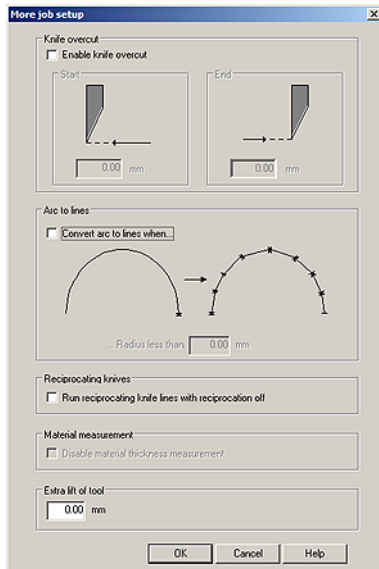 More job setup
Knife overcut
Enable knife overcut
Start
End
0.00 mm
0.00 mm
Arc to lines
Convert arc to lines when...
... Radius less than 0.00 mm
Reciprocating knives
Run reciprocating knife lines with reciprocation off
Material measurement
Disable material thickness measurement
Extra lift of tool
0.00 mm
OK Cancel Help